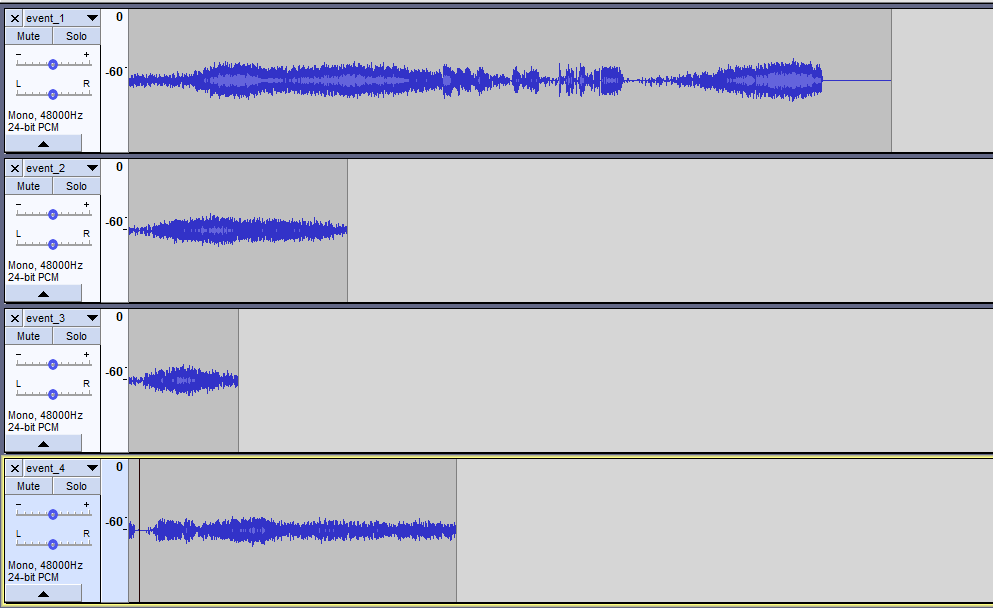 event_1
0
Mute Solo
- +
-60
L R
Mono, 48000Hz
24-bit PCM
event_2
0
Mute Solo
- +
-60
L R
Mono, 48000Hz
24-bit PCM
event_3
0
Mute Solo
- +
-60
L R
Mono, 48000Hz
24-bit PCM
event_4
0
Mute Solo
- +
-60
L R
Mono, 48000Hz
24-bit PCM